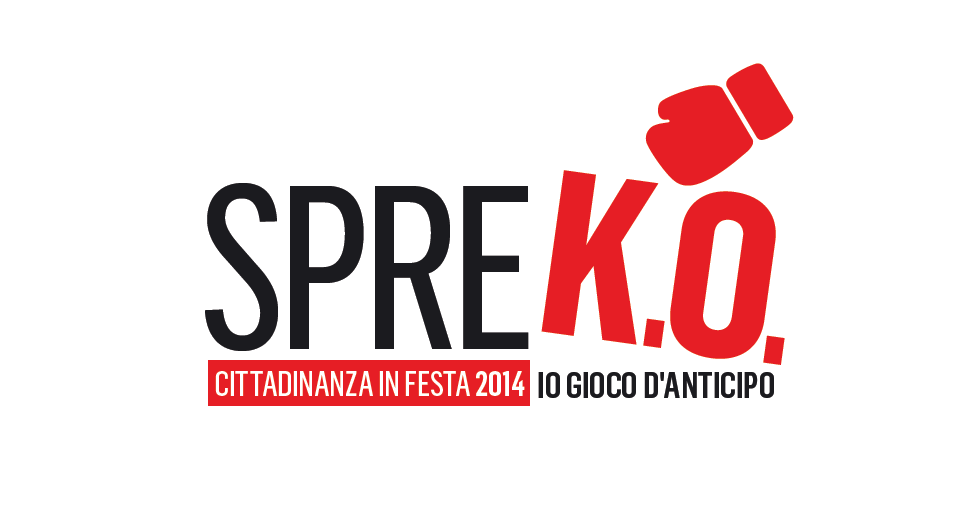 SPREK.O.
CITTADINANZA IN FESTA 2014 IO GIOCO D'ANTICIPO